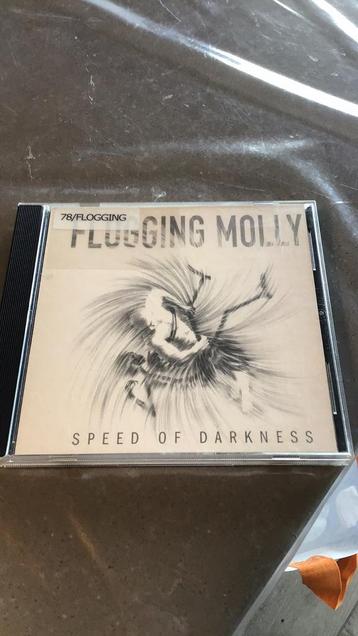 78/FLOGGING
FLOGGING MOLLY
SPEED OF DARKNESS